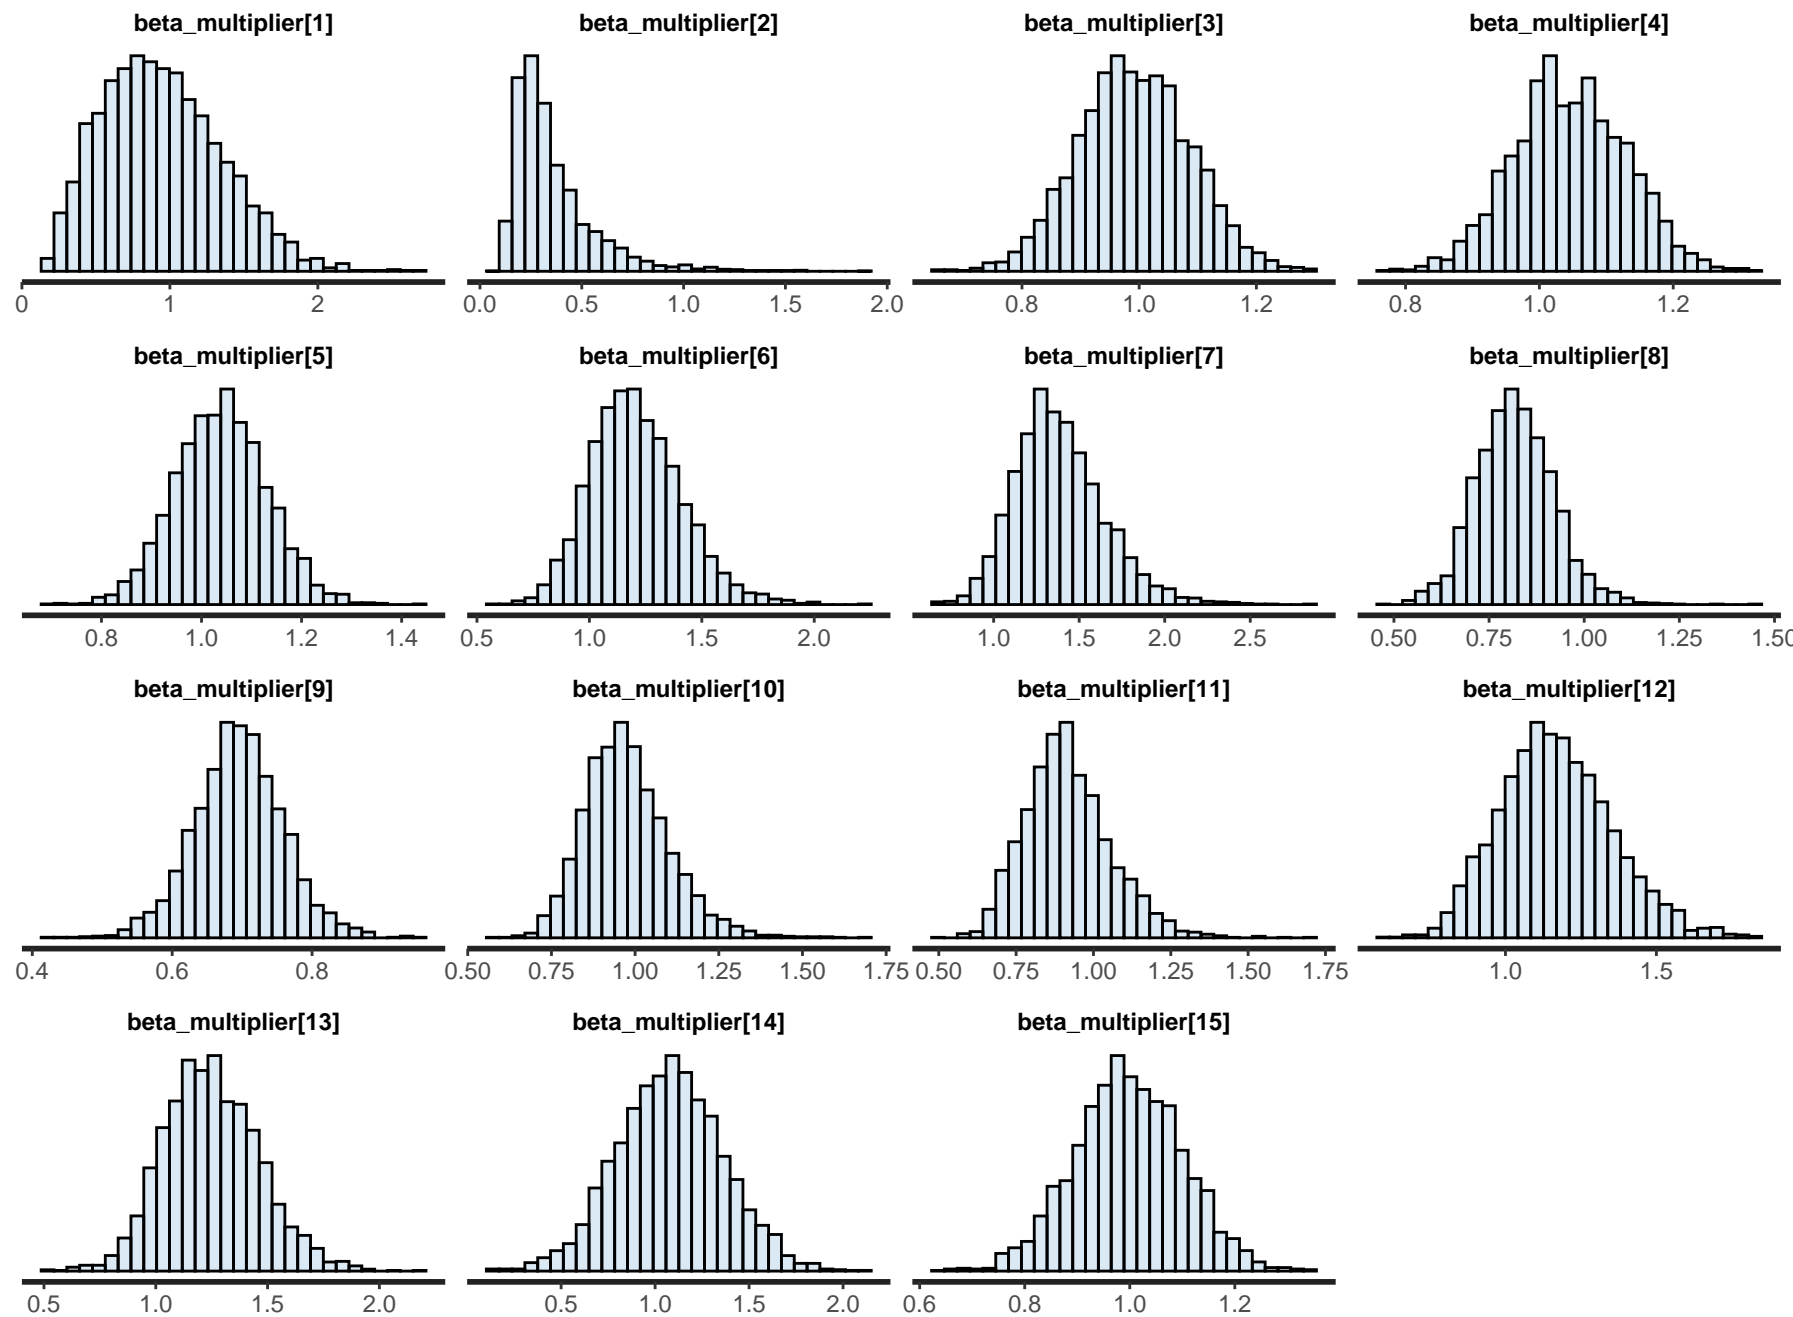 beta_multiplier[1] beta_multiplier[2] beta_multiplier[3] beta_multiplier[4]
0 1 2 0.0 0.5 1.0 1.5 2.0 0.8 1.0 1.2 0.8 1.0 1.2
beta_multiplier[5] beta_multiplier[6] beta_multiplier[7] beta_multiplier[8]
0.8 1.0 1.2 1.4 0.5 1.0 1.5 2.0 1.0 1.5 2.0 2.5 0.50 0.75 1.00 1.25 1.50
beta_multiplier[9] beta_multiplier[10] beta_multiplier[11] beta_multiplier[12]
0.4 0.6 0.8 0.50 0.75 1.00 1.25 1.50 1.75 0.50 0.75 1.00 1.25 1.50 1.75 1.0 1.5
beta_multiplier[13] beta_multiplier[14] beta_multiplier[15]
0.5 1.0 1.5 2.0 0.5 1.0 1.5 2.0 0.6 0.8 1.0 1.2